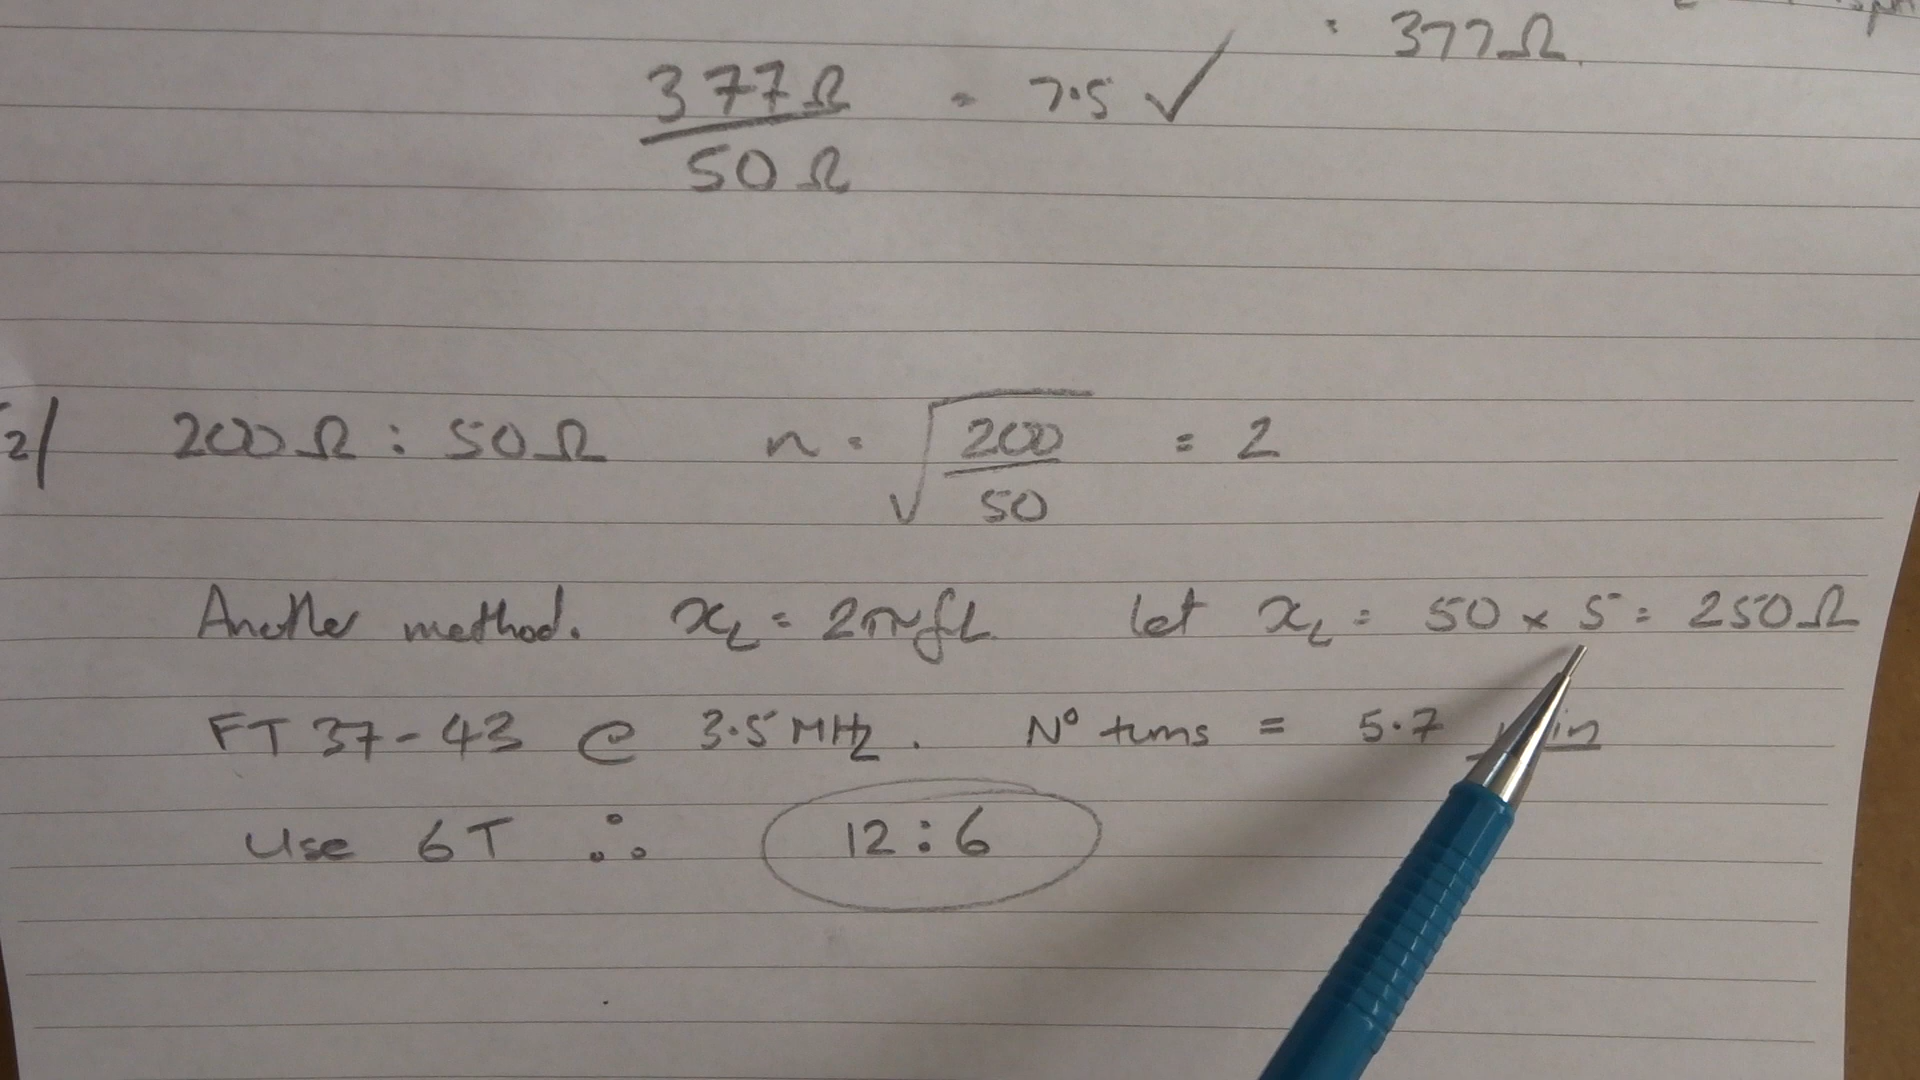 = 377Ω
377Ω = 7.5 ✓
50Ω
2/ 200Ω : 50Ω n = √200 = 2
50
Another method. xL = 2πfL let xL = 50 x 5 = 250Ω
FT 37-43 @ 3.5 MHz. Nº turns = 5.7
Use 6T ∴ 12 : 6